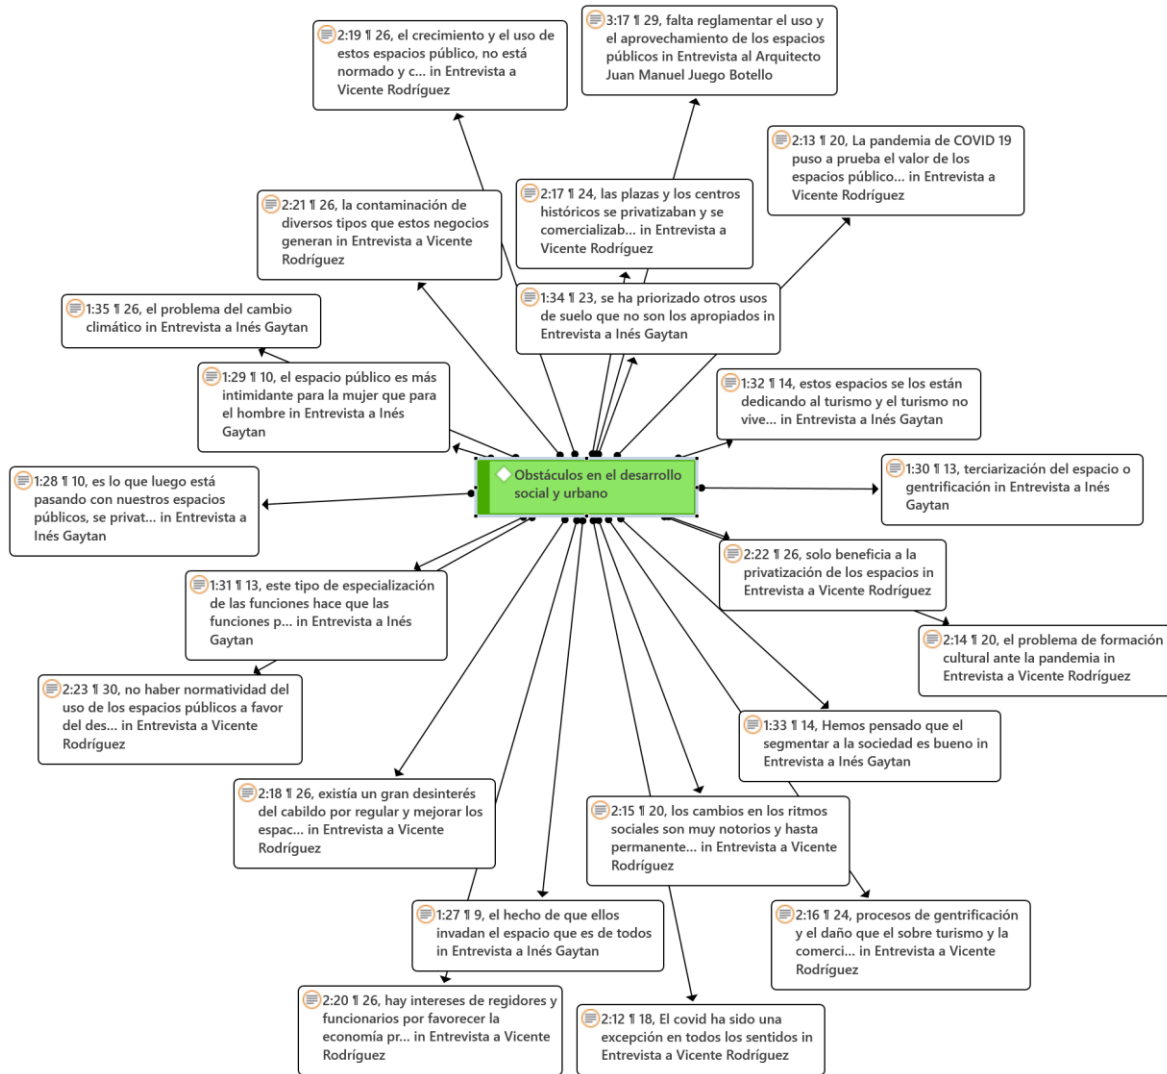 2:19 ¶ 26, el crecimiento y el uso de
estos espacios público, no está
normado y c... in Entrevista a
Vicente Rodríguez
3:17 ¶ 29, falta reglamentar el uso y
el aprovechamiento de los espacios
públicos in Entrevista al Arquitecto
Juan Manuel Juego Botello
2:13 ¶ 20, La pandemia de COVID 19
puso a prueba el valor de los
espacios público... in Entrevista a
Vicente Rodríguez
2:21 ¶ 26, la contaminación de
diversos tipos que estos negocios
generan in Entrevista a Vicente
Rodríguez
2:17 ¶ 24, las plazas y los centros
históricos se privatizaban y se
comercializab... in Entrevista a
Vicente Rodríguez
1:34 ¶ 23, se ha priorizado otros usos
de suelo que no son los apropiados in
Entrevista a Inés Gaytan
1:35 ¶ 26, el problema del cambio
climático in Entrevista a Inés Gaytan
1:29 ¶ 10, el espacio público es más
intimidante para la mujer que para
el hombre in Entrevista a Inés
Gaytan
1:32 ¶ 14, estos espacios se los están
dedicando al turismo y el turismo no
vive... in Entrevista a Inés Gaytan
Obstáculos en el desarrollo
social y urbano
1:30 ¶ 13, terciarización del espacio o
gentrificación in Entrevista a Inés
Gaytan
1:28 ¶ 10, es lo que luego está
pasando con nuestros espacios
públicos, se privat... in Entrevista a
Inés Gaytan
2:22 ¶ 26, solo beneficia a la
privatización de los espacios in
Entrevista a Vicente Rodríguez
1:31 ¶ 13, este tipo de especialización
de las funciones hace que las
funciones p... in Entrevista a Inés
Gaytan
2:14 ¶ 20, el problema de formación
cultural ante la pandemia in
Entrevista a Vicente Rodríguez
2:23 ¶ 30, no haber normatividad del
uso de los espacios públicos a favor
del des... in Entrevista a Vicente
Rodríguez
1:33 ¶ 14, Hemos pensado que el
segmentar a la sociedad es bueno in
Entrevista a Inés Gaytan
2:18 ¶ 26, existía un gran desinterés
del cabildo por regular y mejorar los
espac... in Entrevista a Vicente
Rodríguez
2:15 ¶ 20, los cambios en los ritmos
sociales son muy notorios y hasta
permanente... in Entrevista a Vicente
Rodríguez
1:27 ¶ 9, el hecho de que ellos
invadan el espacio que es de todos
in Entrevista a Inés Gaytan
2:16 ¶ 24, procesos de gentrificación
y el daño que el sobre turismo y la
comerci... in Entrevista a Vicente
Rodríguez
2:20 ¶ 26, hay intereses de regidores y
funcionarios por favorecer la
economía pr... in Entrevista a Vicente
Rodríguez
2:12 ¶ 18, El covid ha sido una
excepción en todos los sentidos in
Entrevista a Vicente Rodríguez